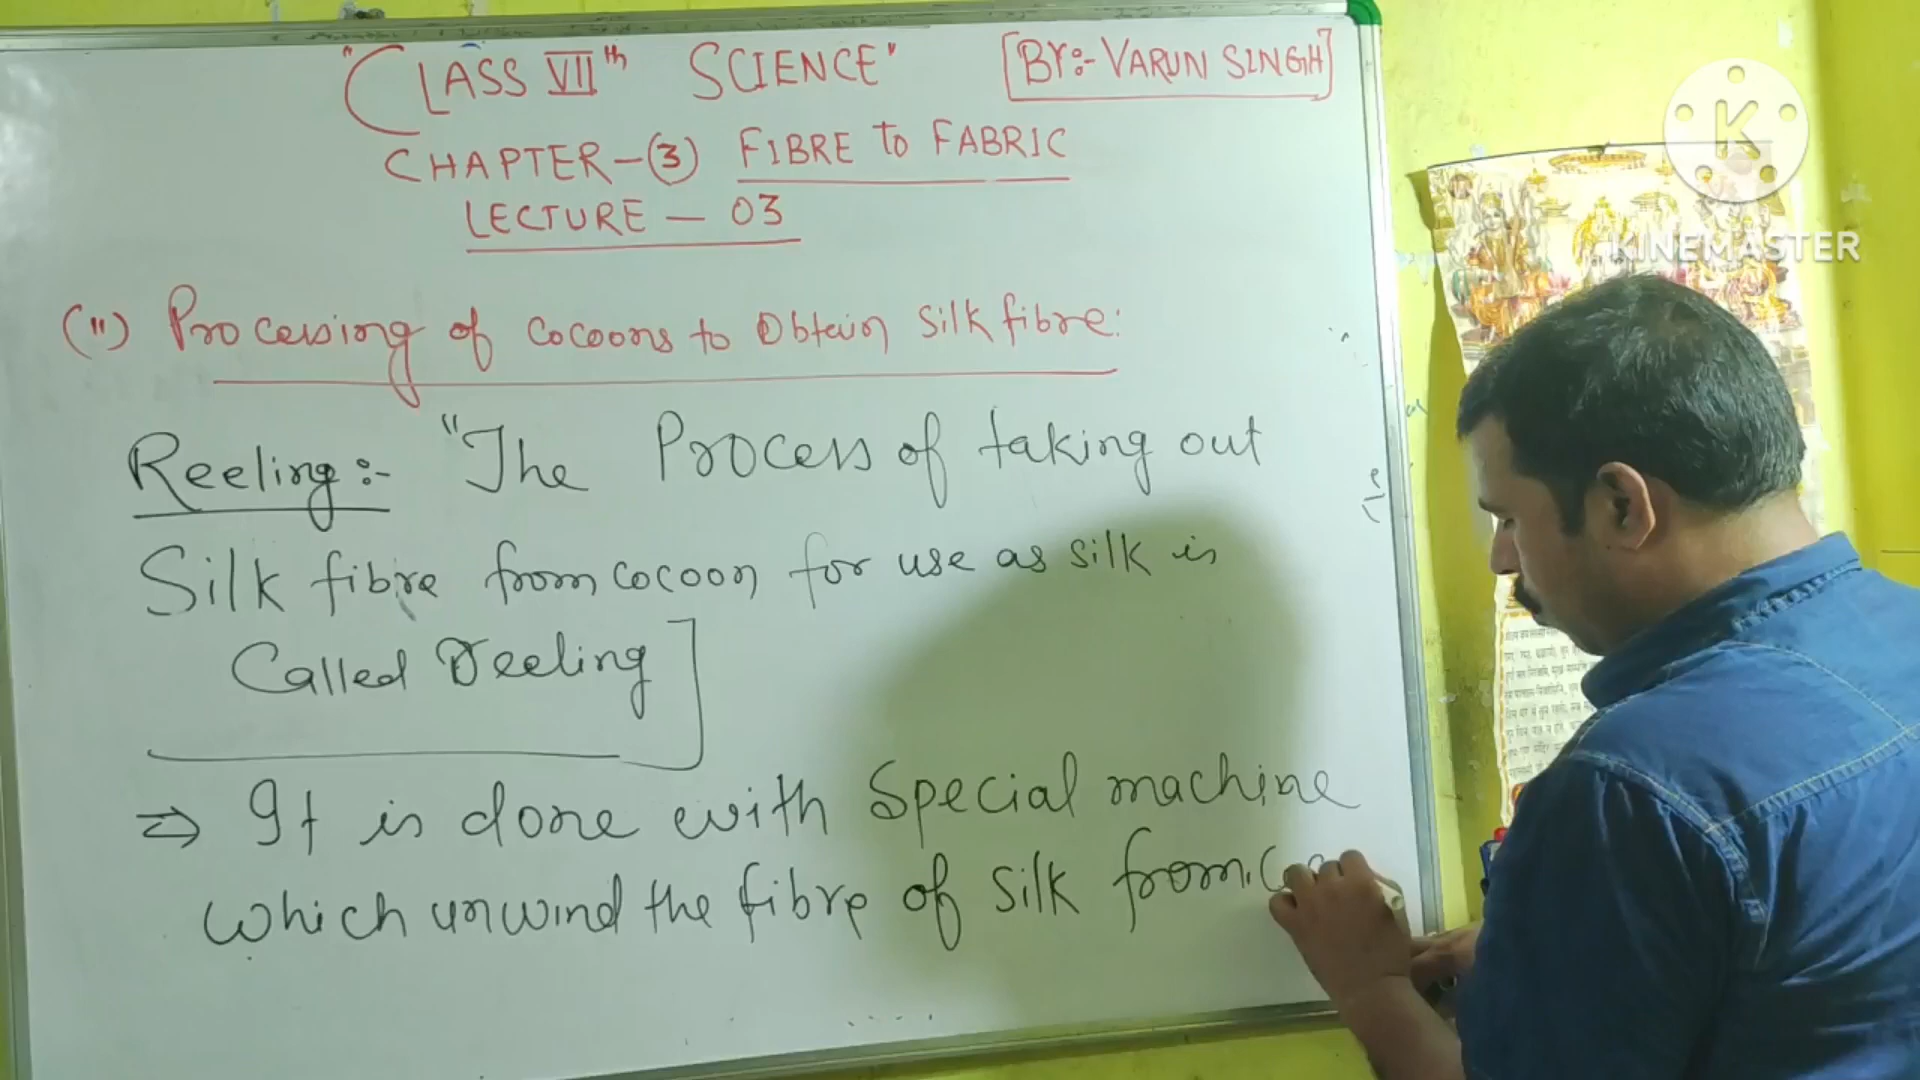 "CLASS VIIth SCIENCE" [BY:- VARUN SINGH]
CHAPTER-(3) FIBRE to FABRIC
LECTURE - 03
K
KINEMASTER
(11) Processing of cocoons to Obtain silk fibre:
Reeling:- "The Process of taking out
Silk fibre from cocoon for use as silk is
Called reeling]
⇒ It is done with Special machine
which unwind the fibre of silk from